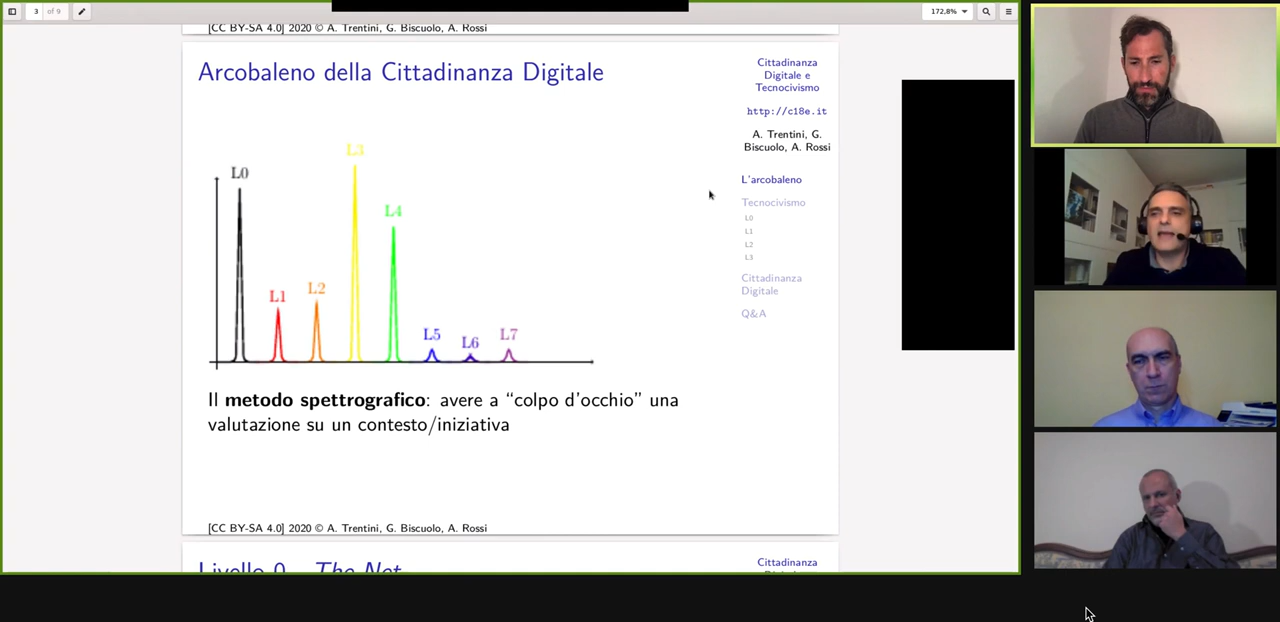 3 of 9
172,8%
[CC BY-SA 4.0] 2020 © A. Trentini, G. Biscuolo, A. Rossi
Arcobaleno della Cittadinanza Digitale
L0
L1
L2
L3
L4
L5
L6
L7
Il metodo spettrografico: avere a “colpo d’occhio” una
valutazione su un contesto/iniziativa
[CC BY-SA 4.0] 2020 © A. Trentini, G. Biscuolo, A. Rossi
Cittadinanza
Digitale e
Tecnocivismo
http://c18e.it
A. Trentini, G.
Biscuolo, A. Rossi
L'arcobaleno
Tecnocivismo
L0
L1
L2
L3
Cittadinanza
Digitale
Q&A
Livello 0 The Net
Cittadinanza